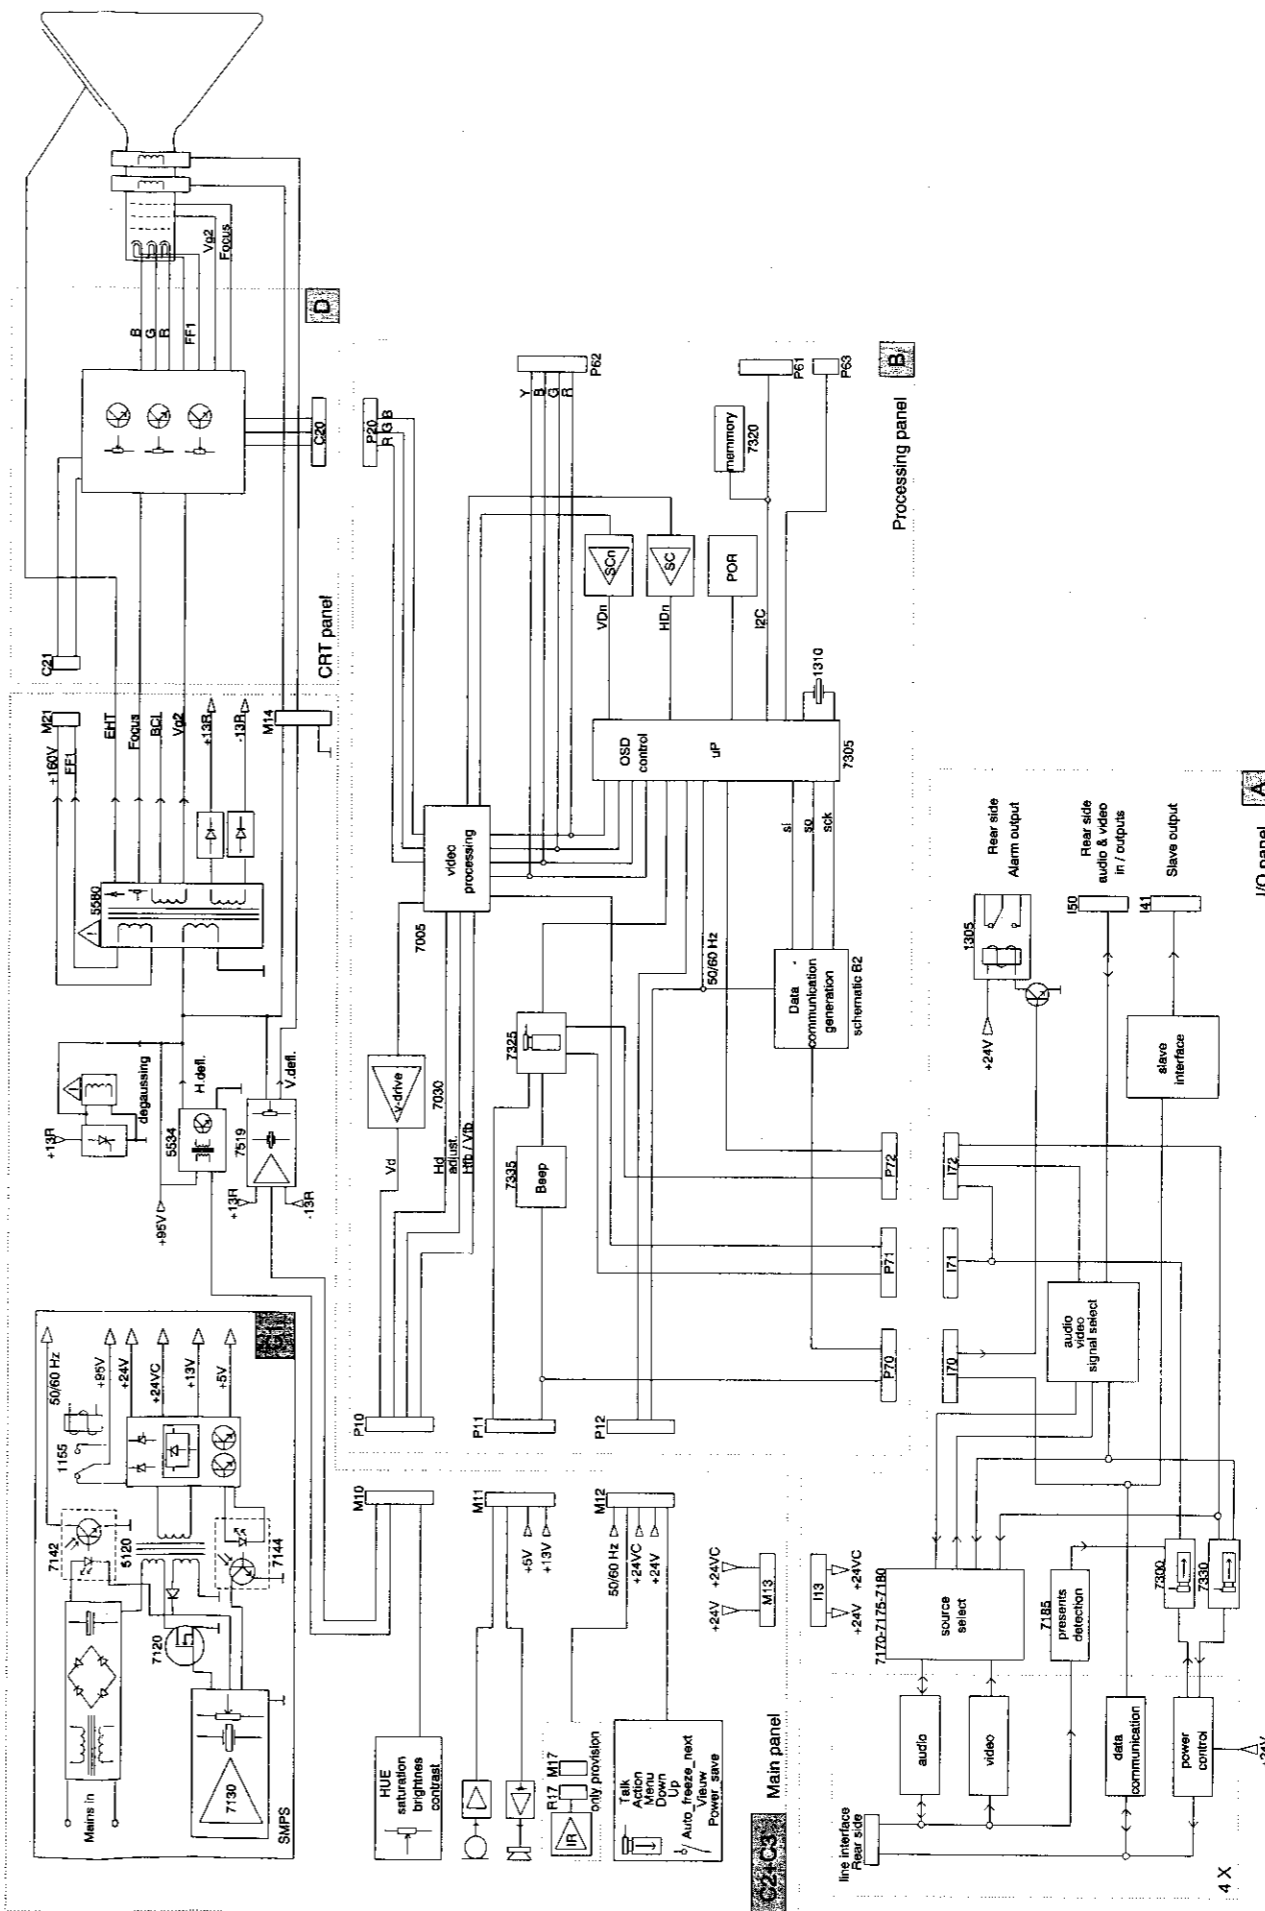 B
G
R
FF1
Vg2
Focus
D
C20
CRT panel
C21
M21
+160V
FF1
EHT
Focus
BCL
Vg2
+13R
-13R
M14
5580
degaussing
+13R
H.defl.
5534
7519
V.defl.
+95V
+13R
-13R
50/60 Hz
+95V
+24V
+24VC
+13V
+5V
1155
7142
5120
7144
7120
Mains in
7130
SMPS
P20
R G B
P62
Y
B
G
R
P61
P63
B
Processing panel
memmory
7320
SCn
SC
POR
VDn
HDn
I2C
1310
OSD
control
uP
7305
video
processing
7005
si
so
sck
50/60 Hz
Data
communication
generation
schematic B2
7325
v-drive
7030
Vd
Hd
adjust.
Hfb / Vfb
7335
Beep
P10
P11
P12
P72
P71
P70
M10
M11
+5V
+13V
M12
50/60 Hz
+24VC
+24V
+24V
+24VC
M13
HUE
saturation
brightnes
contrast
R17
M17
only provision
IR
Talk
Action
Menu
Down
Up
Auto_freeze_next
Vieuw
Power_save
Main panel
C2+C3
I13
+24V
+24VC
I72
I71
I70
1305
+24V
Rear side
Alarm output
I50
Rear side
audio & video
in / outputs
I41
Slave output
A
I/O panel
slave
interface
audio
video
signal select
7170-7175-7180
source
select
7185
presents
detection
7300
7330
audio
video
data
communication
power
control
line interface
Rear side
4 X
+24V